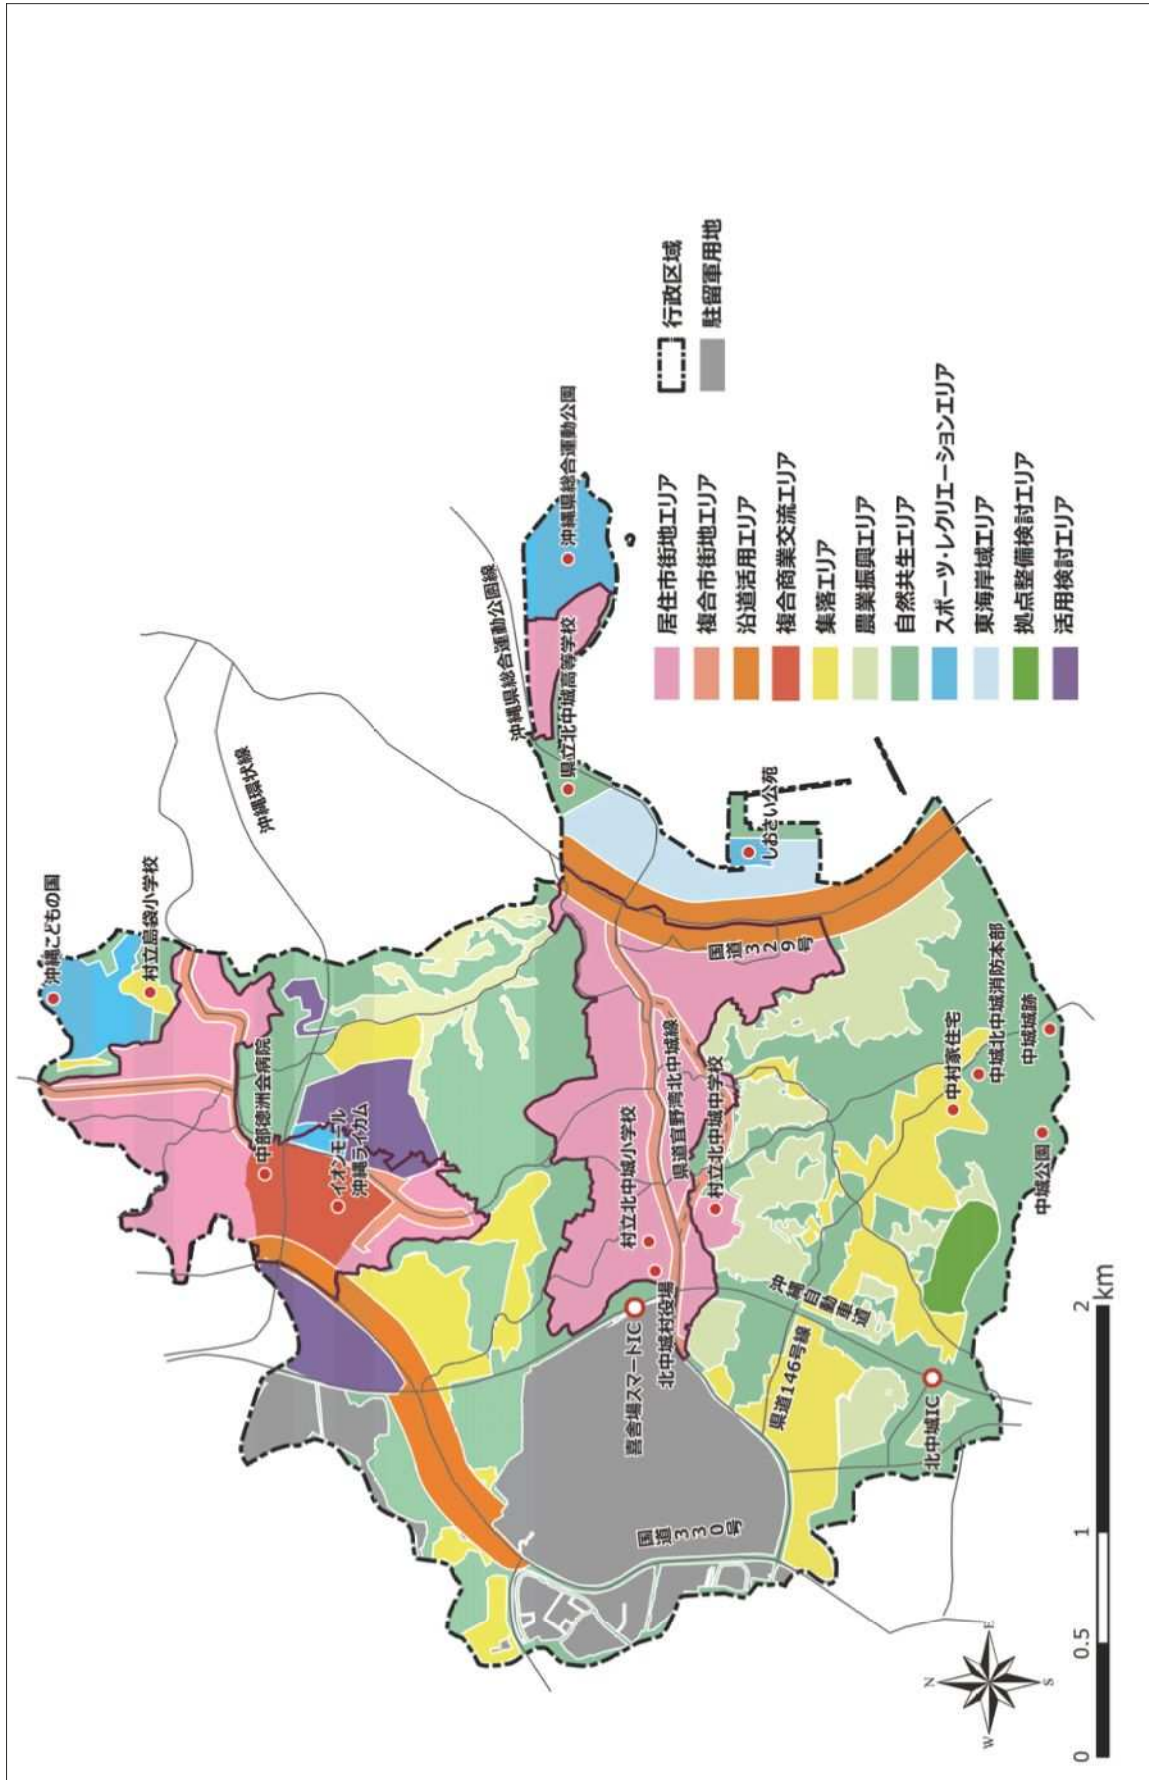 沖縄こどもの国
村立島袋小学校
沖縄環状線
中部徳洲会病院
イオンモール
沖縄ライカム
沖縄県総合運動公園線
県立北中城高等学校
沖縄県総合運動公園
しおさい公苑
国道329号
県道宜野湾北中城線
村立北中城小学校
村立北中城中学校
北中城村役場
喜舎場スマートIC
国道330号
県道146号線
沖縄自動車道
北中城IC
中村家住宅
中城北中城消防本部
中城城跡
中城公園
居住市街地エリア
複合市街地エリア
沿道活用エリア
複合商業交流エリア
集落エリア
農業振興エリア
自然共生エリア
スポーツ・レクリエーションエリア
東海岸域エリア
拠点整備検討エリア
活用検討エリア
行政区域
駐留軍用地
N
W
E
S
0 0.5 1 2 km